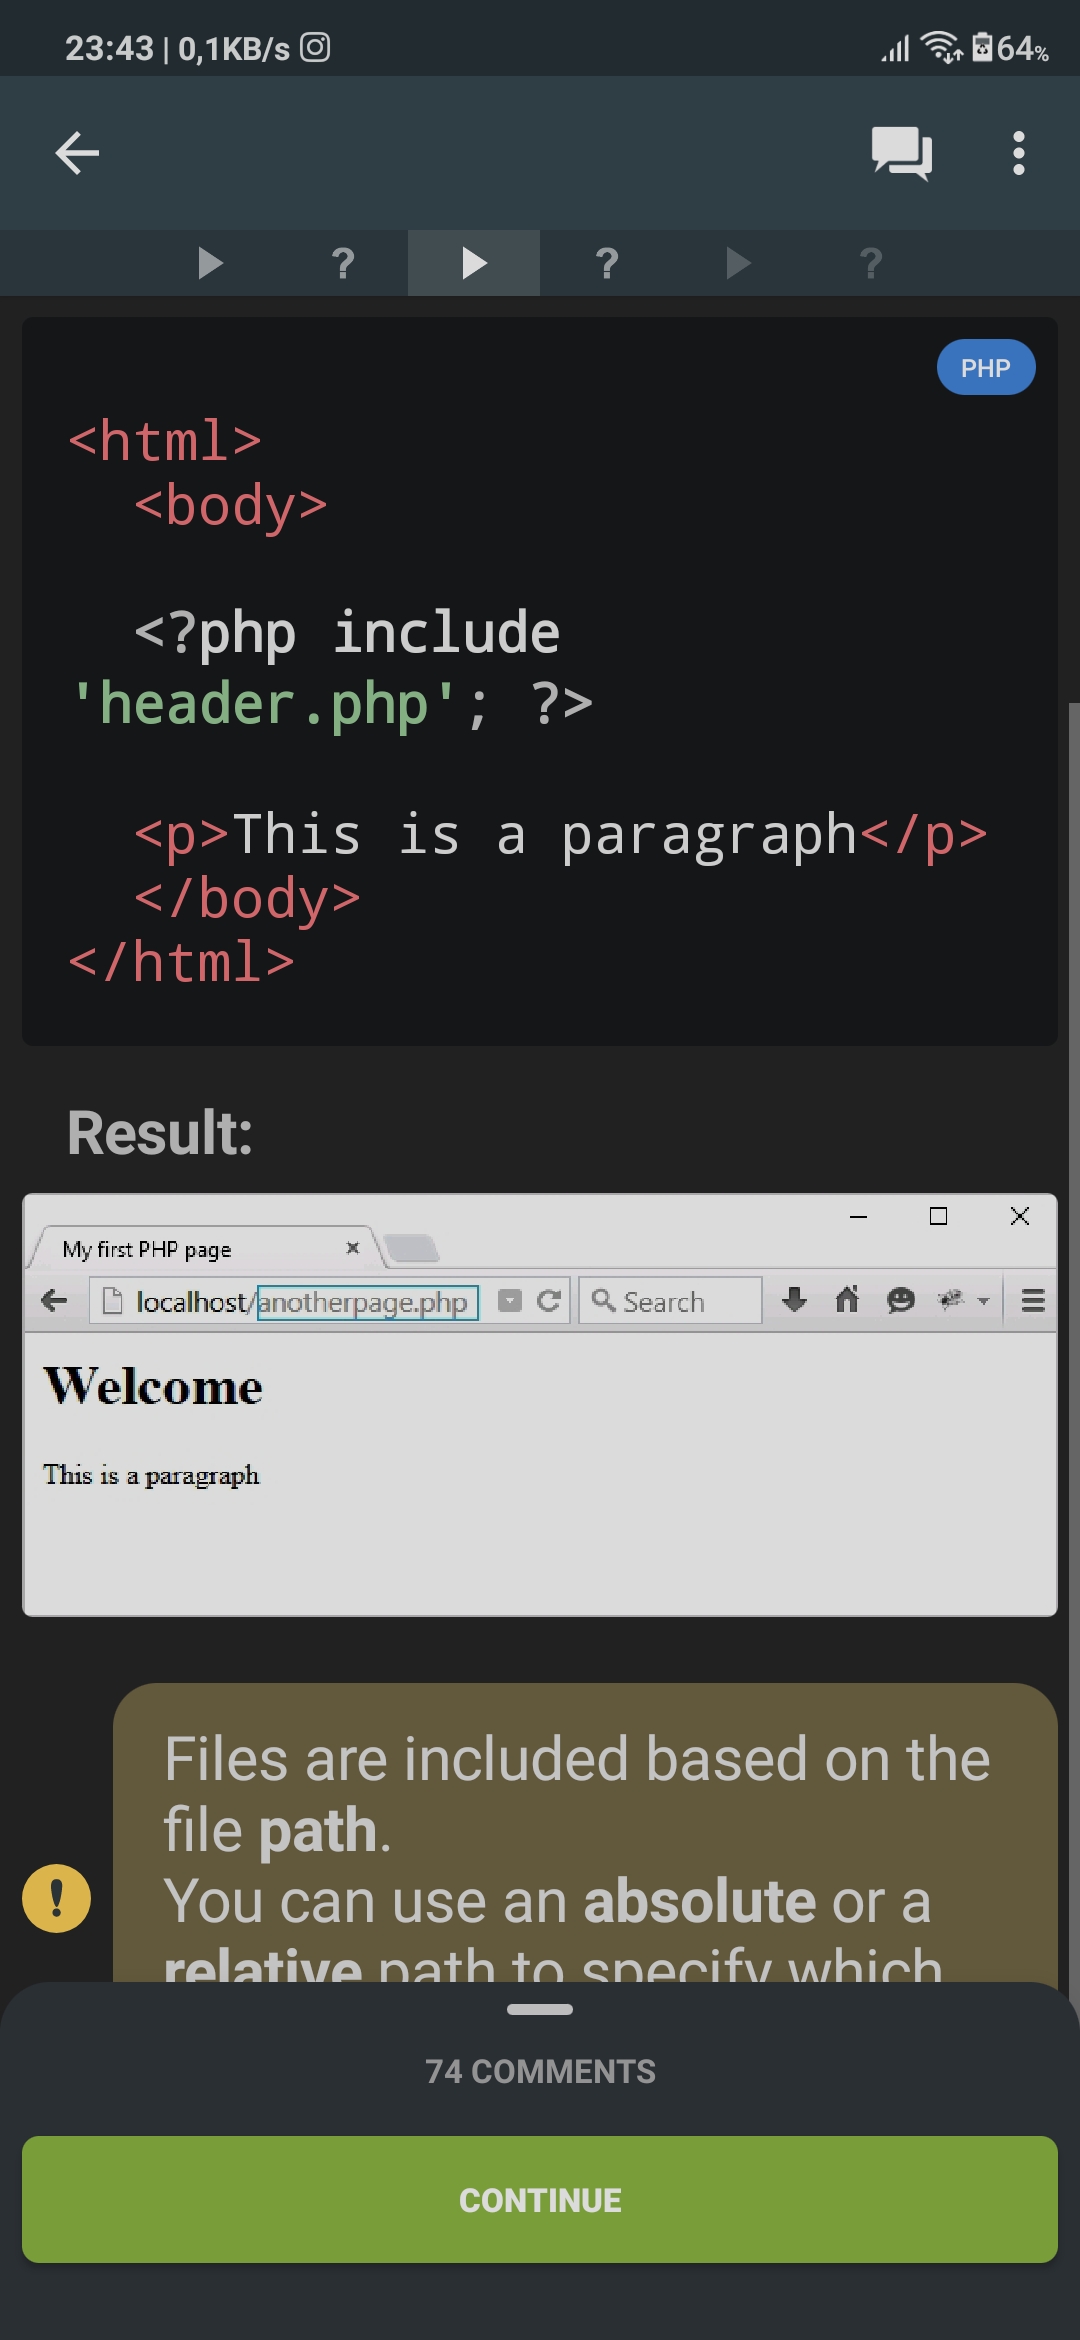 23:43 | 0,1KB/s
64%
? ? ?
PHP
<html>
<body>
<?php include
'header.php'; ?>
<p>This is a paragraph</p>
</body>
</html>
Result:
My first PHP page
localhost/anotherpage.php
Search
Welcome
This is a paragraph
Files are included based on the
file path.
You can use an absolute or a
relative path to specify which
74 COMMENTS
CONTINUE